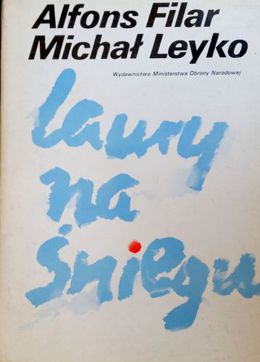 Alfons Filar
Michał Leyko
Wydawnictwo Ministerstwa Obrony Narodowej
laury
na
śniegu